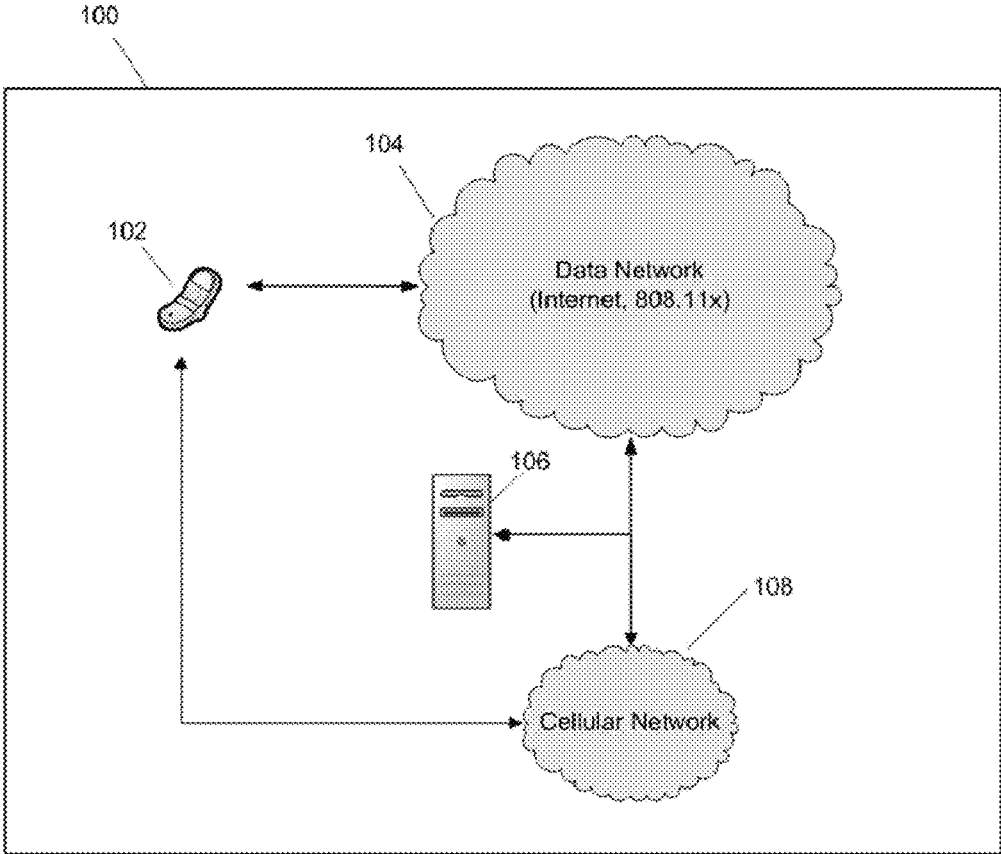 100
104
102
Data Network
(Internet, 808.11x)
106
108
Cellular Network